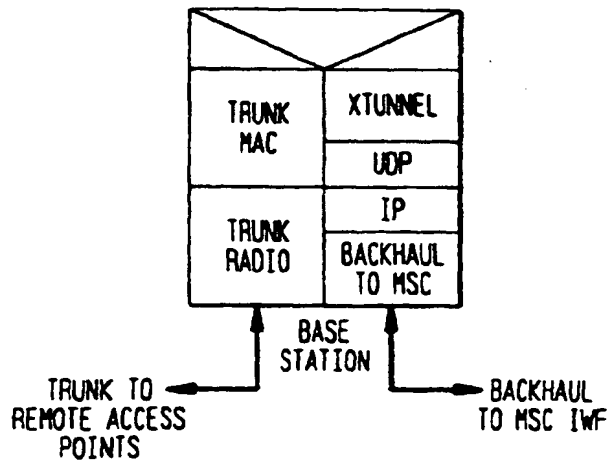 TRUNK
MAC
XTUNNEL
UDP
IP
TRUNK
RADIO
BACKHAUL
TO MSC
BASE
STATION
TRUNK TO
REMOTE ACCESS
POINTS
BACKHAUL
TO MSC IWF